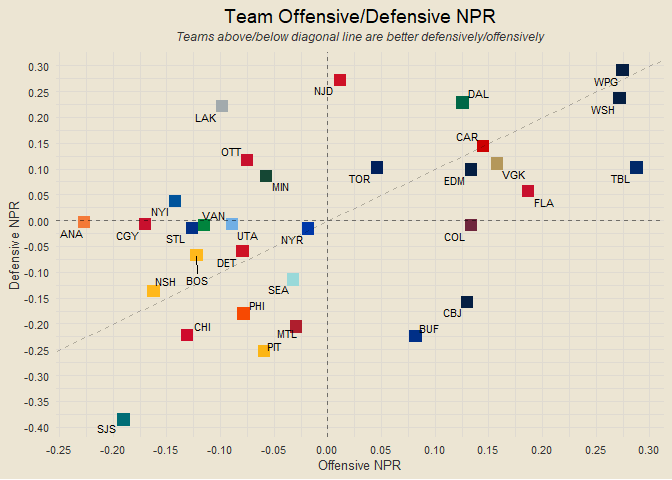 Team Offensive/Defensive NPR
Teams above/below diagonal line are better defensively/offensively
Defensive NPR
0.30
0.25
0.20
0.15
0.10
0.05
0.00
-0.05
-0.10
-0.15
-0.20
-0.25
-0.30
-0.35
-0.40
WPG
NJD
DAL
WSH
LAK
CAR
OTT
VGK
MIN
TOR
EDM
TBL
FLA
NYI
VAN
ANA
CGY
STL
UTA
NYR
COL
DET
BOS
NSH
SEA
PHI
CBJ
CHI
MTL
BUF
PIT
SJS
-0.25 -0.20 -0.15 -0.10 -0.05 0.00 0.05 0.10 0.15 0.20 0.25 0.30
Offensive NPR